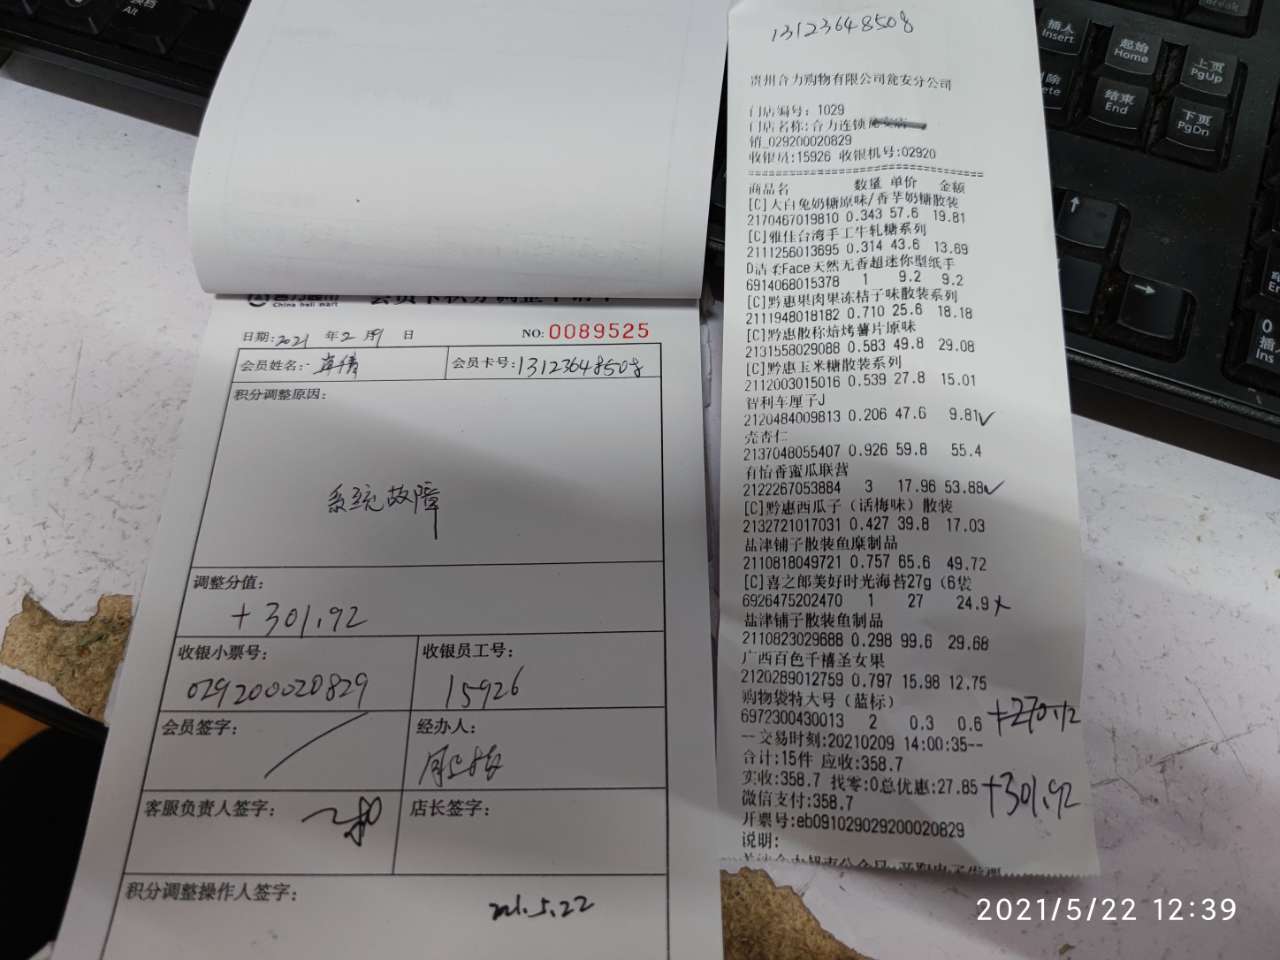 日期:2021 年 2 月 9 日
NO: 0089525
会员姓名:
会员卡号:13123648508
积分调整原因:
系统故障
调整分值:
+301.92
收银小票号:
029200020829
收银员工号:
15926
会员签字:
经办人:
客服负责人签字:
店长签字:
积分调整操作人签字:
2021.5.22
13123648508
贵州合力购物有限公司瓮安分公司
门店编号: 1029
门店名称:合力连锁
销_029200020829
收银员:15926 收银机号:02920
商品名 数量 单价 金额
[C]大白兔奶糖原味/香芋奶糖散装
2170467019810 0.343 57.6 19.81
[C]雅佳台湾手工牛轧糖系列
2111256013695 0.314 43.6 13.69
Face天然无香超迷你型纸手
6914068015378 1 9.2 9.2
[C]黔惠果肉果冻桔子味散装系列
2111948018182 0.710 25.6 18.18
[C]黔惠散称焙烤薯片原味
2131558029088 0.583 49.8 29.08
[C]黔惠玉米糖散装系列
2112003015016 0.539 27.8 15.01
智利车厘子J
2120484009813 0.206 47.6 9.81
壳杏仁
2137048055407 0.926 59.8 55.4
有怡香蜜瓜联营
2122267053884 3 17.96 53.88
[C]黔惠西瓜子（话梅味）散装
2132721017031 0.427 39.8 17.03
盐津铺子散装鱼糜制品
2110818049721 0.757 65.6 49.72
[C]喜之郎美好时光海苔27g（6袋
6926475202470 1 27 24.9
盐津铺子散装鱼制品
2110823029688 0.298 99.6 29.68
广西百色千禧圣女果
2120289012759 0.797 15.98 12.75
购物袋特大号（蓝标）
6972300430013 2 0.3 0.6
+270.12
--交易时刻:20210209 14:00:35--
合计:15件 应收:358.7
实收:358.7 找零:0总优惠:27.85
+301.92
微信支付:358.7
开票号:eb091029029200020829
说明:
Alt
插入
Insert
起始
Home
上页
PgUp
结束
End
下页
PgDn
2021/5/22 12:39